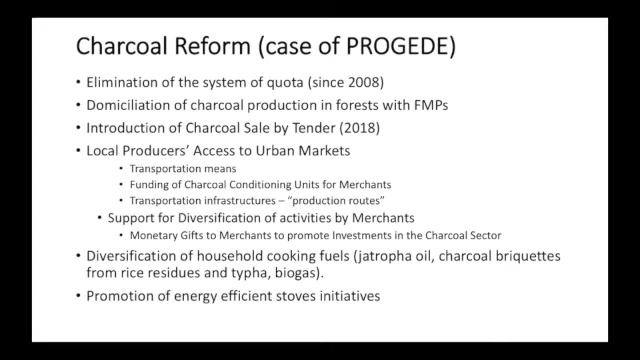 Charcoal Reform (case of PROGEDE)
• Elimination of the system of quota (since 2008)
• Domiciliation of charcoal production in forests with FMPs
• Introduction of Charcoal Sale by Tender (2018)
• Local Producers' Access to Urban Markets
• Transportation means
• Funding of Charcoal Conditioning Units for Merchants
• Transportation infrastructures – "production routes"
• Support for Diversification of activities by Merchants
• Monetary Gifts to Merchants to promote Investments in the Charcoal Sector
• Diversification of household cooking fuels (jatropha oil, charcoal briquettes
from rice residues and typha, biogas).
• Promotion of energy efficient stoves initiatives